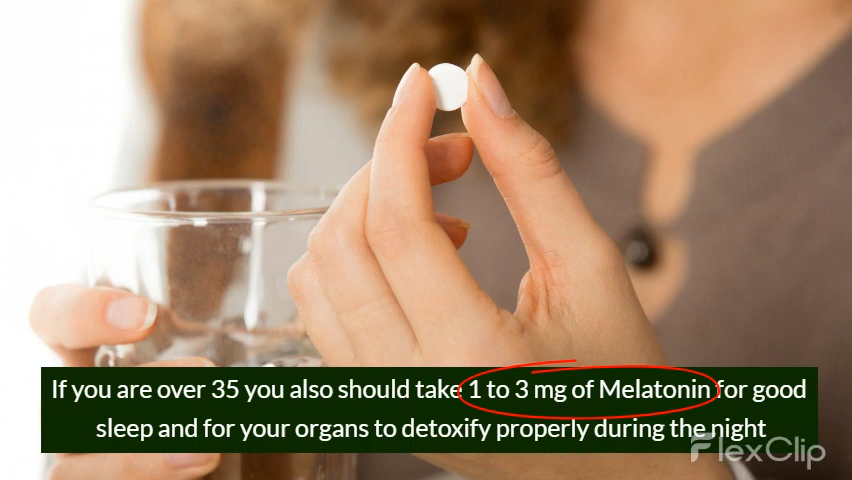 If you are over 35 you also should take 1 to 3 mg of Melatonin for good
sleep and for your organs to detoxify properly during the night
FlexClip